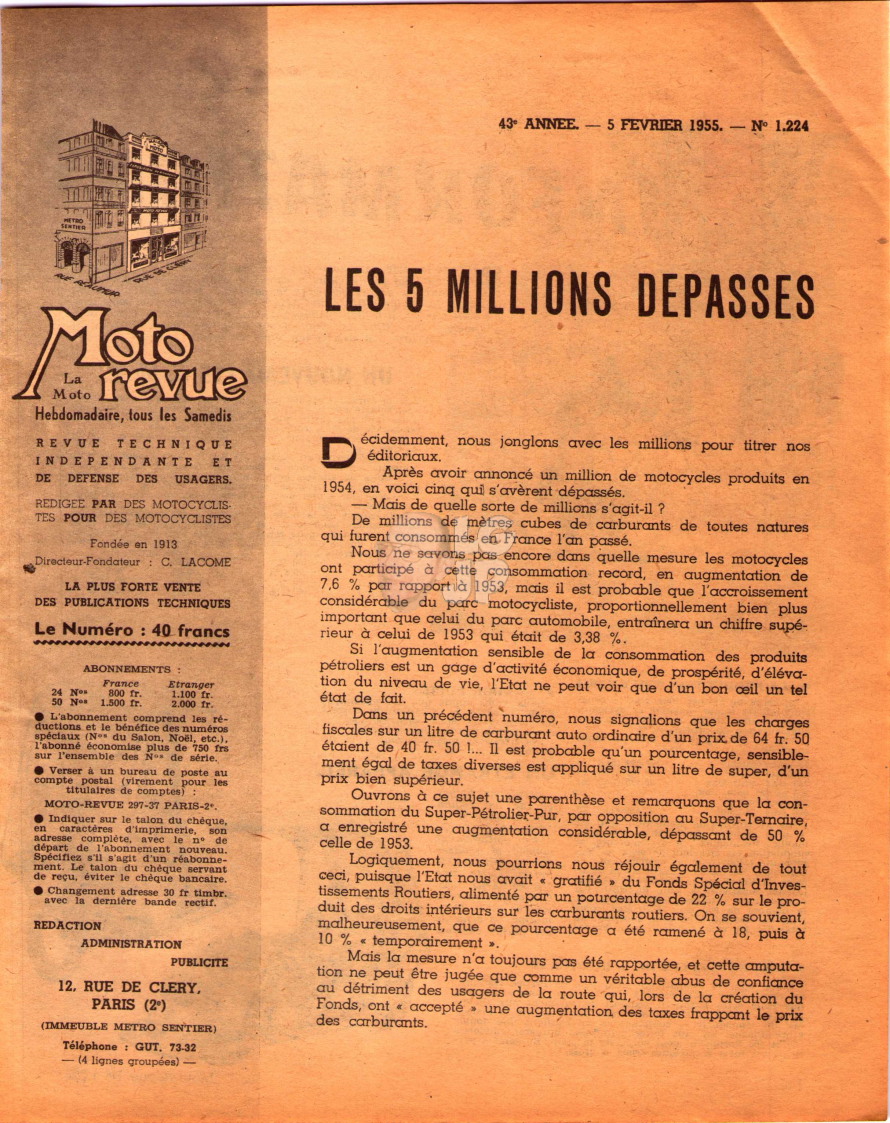 43e ANNEE. — 5 FEVRIER 1955. — No 1.224
METRO
SENTIER
RUE REAUMUR
RUE DE CLERY
Moto
revue
La
Moto
Hebdomadaire, tous les Samedis
REVUE TECHNIQUE
INDEPENDANTE ET
DE DEFENSE DES USAGERS.
REDIGEE PAR DES MOTOCYCLIS-
TES POUR DES MOTOCYCLISTES
Fondée en 1913
Directeur-Fondateur : C. LACOME
LA PLUS FORTE VENTE
DES PUBLICATIONS TECHNIQUES
Le Numéro : 40 francs
ABONNEMENTS :
France Etranger
24 Nos 800 fr. 1.100 fr.
50 Nos 1.500 fr. 2.000 fr.
● L'abonnement comprend les ré-
ductions et le bénéfice des numéros
spéciaux (Nos du Salon, Noël, etc.),
l'abonné économise plus de 750 frs
sur l'ensemble des Nos de série.
● Verser à un bureau de poste au
compte postal (virement pour les
titulaires de comptes) :
MOTO-REVUE 297-37 PARIS-2e.
● Indiquer sur le talon du chèque,
en caractères d'imprimerie, son
adresse complète, avec le no de
départ de l'abonnement nouveau.
Spécifiez s'il s'agit d'un réabonne-
ment. Le talon du chèque servant
de reçu, éviter le chèque bancaire.
● Changement adresse 30 fr timbr.
avec la dernière bande rectif.
REDACTION
ADMINISTRATION
PUBLICITE
12, RUE DE CLERY,
PARIS (2e)
(IMMEUBLE METRO SENTIER)
Téléphone : GUT. 73-32
— (4 lignes groupées) —
LES 5 MILLIONS DEPASSES
Décidemment, nous jonglons avec les millions pour titrer nos
éditoriaux.
Après avoir annoncé un million de motocycles produits en
1954, en voici cinq qui s'avèrent dépassés.
— Mais de quelle sorte de millions s'agit-il ?
De millions de mètres cubes de carburants de toutes natures
qui furent consommés en France l'an passé.
Nous ne savons pas encore dans quelle mesure les motocycles
ont participé à cette consommation record, en augmentation de
7,6 % par rapport à 1953, mais il est probable que l'accroissement
considérable du parc motocycliste, proportionnellement bien plus
important que celui du parc automobile, entraînera un chiffre supé-
rieur à celui de 1953 qui était de 3,38 %.
Si l'augmentation sensible de la consommation des produits
pétroliers est un gage d'activité économique, de prospérité, d'éléva-
tion du niveau de vie, l'Etat ne peut voir que d'un bon œil un tel
état de fait.
Dans un précédent numéro, nous signalions que les charges
fiscales sur un litre de carburant auto ordinaire d'un prix de 64 fr. 50
étaient de 40 fr. 50 !... Il est probable qu'un pourcentage, sensible-
ment égal de taxes diverses est appliqué sur un litre de super, d'un
prix bien supérieur.
Ouvrons à ce sujet une parenthèse et remarquons que la con-
sommation du Super-Pétrolier-Pur, par opposition au Super-Ternaire,
a enregistré une augmentation considérable, dépassant de 50 %
celle de 1953.
Logiquement, nous pourrions nous réjouir également de tout
ceci, puisque l'Etat nous avait « gratifié » du Fonds Spécial d'Inves-
tissements Routiers, alimenté par un pourcentage de 22 % sur le pro-
duit des droits intérieurs sur les carburants routiers. On se souvient,
malheureusement, que ce pourcentage a été ramené à 18, puis à
10 % « temporairement ».
Mais la mesure n'a toujours pas été rapportée, et cette amputa-
tion ne peut être jugée que comme un véritable abus de confiance
au détriment des usagers de la route qui, lors de la création du
Fonds, ont « accepté » une augmentation des taxes frappant le prix
des carburants.